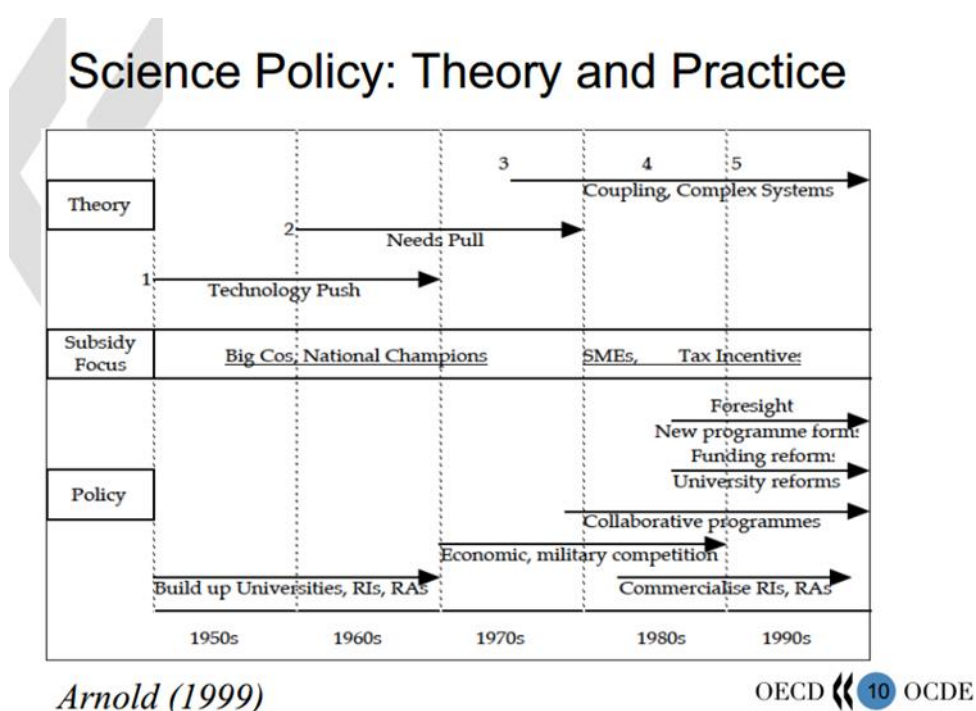 Science Policy: Theory and Practice
3 4 5
Coupling, Complex Systems
Theory
2
Needs Pull
1
Technology Push
Subsidy
Focus
Big Cos, National Champions SMEs, Tax Incentives
Foresight
New programme forms
Funding reforms
University reforms
Policy
Collaborative programmes
Economic, military competition
Build up Universities, RIs, RAs Commercialise RIs, RAs
1950s 1960s 1970s 1980s 1990s
Arnold (1999)
OECD 10 OCDE